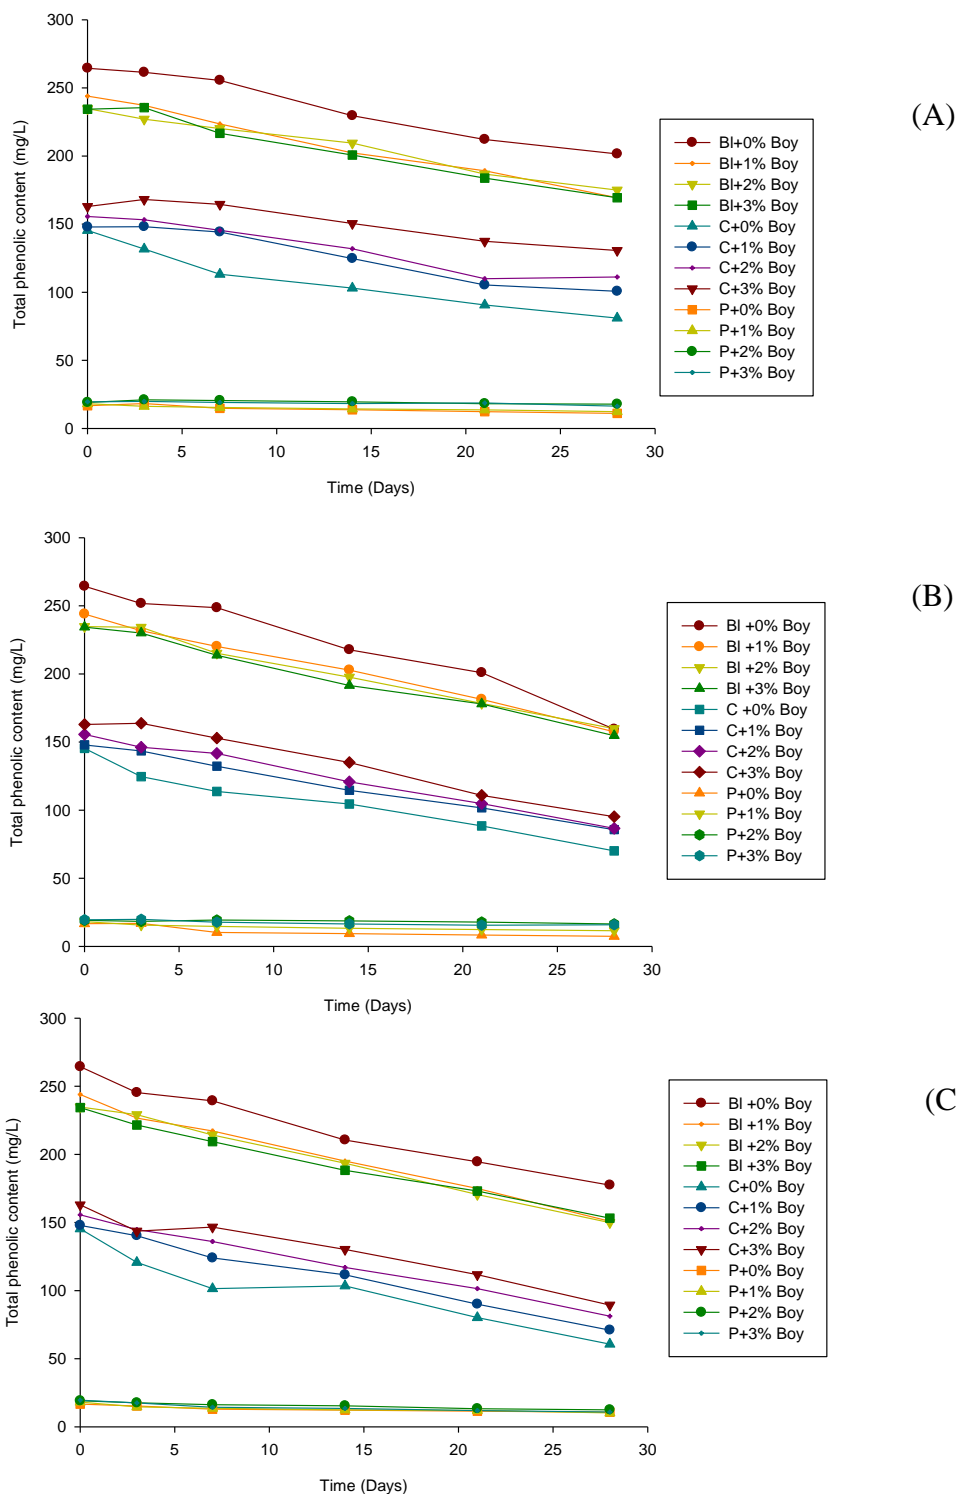 300
250
200
150
100
50
0
Total phenolic content (mg/L)
0 5 10 15 20 25 30
Time (Days)
(A)
Bl+0% Boy
Bl+1% Boy
Bl+2% Boy
Bl+3% Boy
C+0% Boy
C+1% Boy
C+2% Boy
C+3% Boy
P+0% Boy
P+1% Boy
P+2% Boy
P+3% Boy
300
250
200
150
100
50
0
Total phenolic content (mg/L)
0 5 10 15 20 25 30
Time (Days)
(B)
Bl +0% Boy
Bl +1% Boy
Bl +2% Boy
Bl +3% Boy
C +0% Boy
C+1% Boy
C+2% Boy
C+3% Boy
P+0% Boy
P+1% Boy
P+2% Boy
P+3% Boy
300
250
200
150
100
50
0
Total phenolic content (mg/L)
0 5 10 15 20 25 30
Time (Days)
(C
Bl +0% Boy
Bl +1% Boy
Bl +2% Boy
Bl +3% Boy
C+0% Boy
C+1% Boy
C+2% Boy
C+3% Boy
P+0% Boy
P+1% Boy
P+2% Boy
P+3% Boy